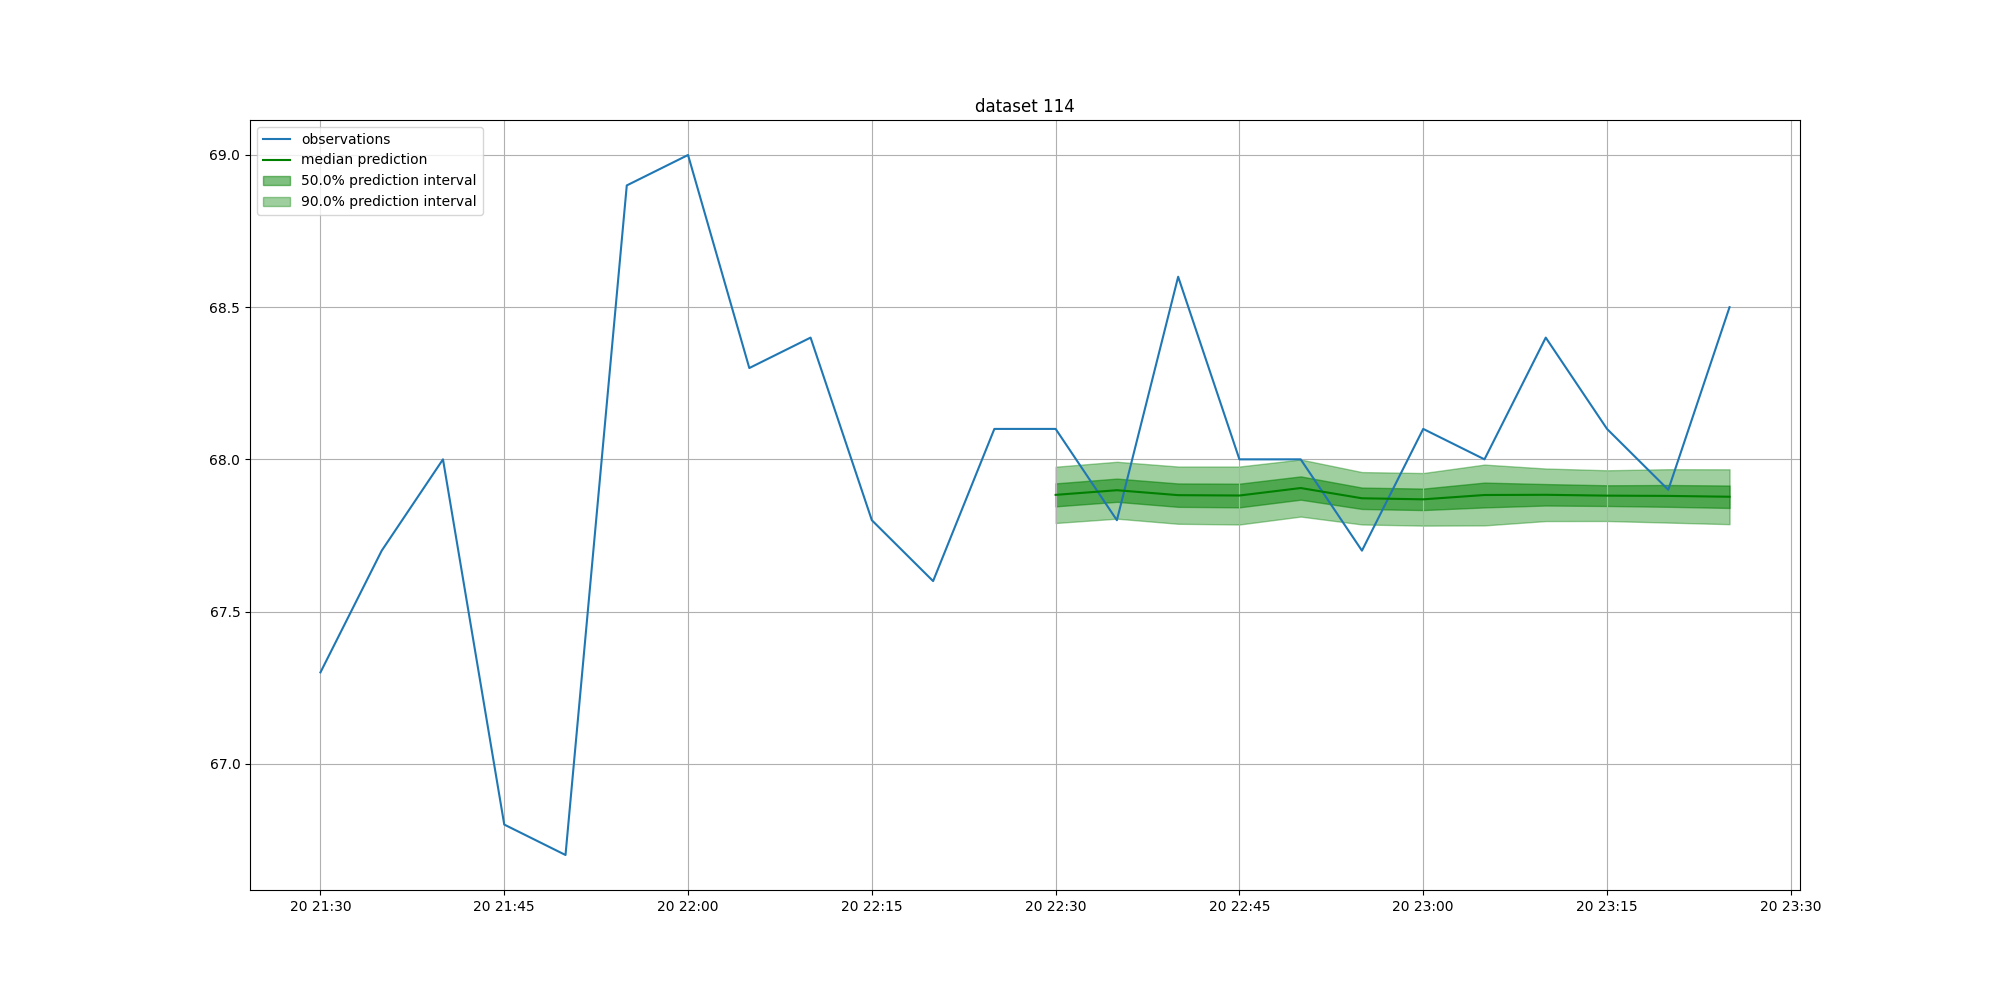 dataset 114
observations
median prediction
50.0% prediction interval
90.0% prediction interval
69.0
68.5
68.0
67.5
67.0
20 21:30 20 21:45 20 22:00 20 22:15 20 22:30 20 22:45 20 23:00 20 23:15 20 23:30